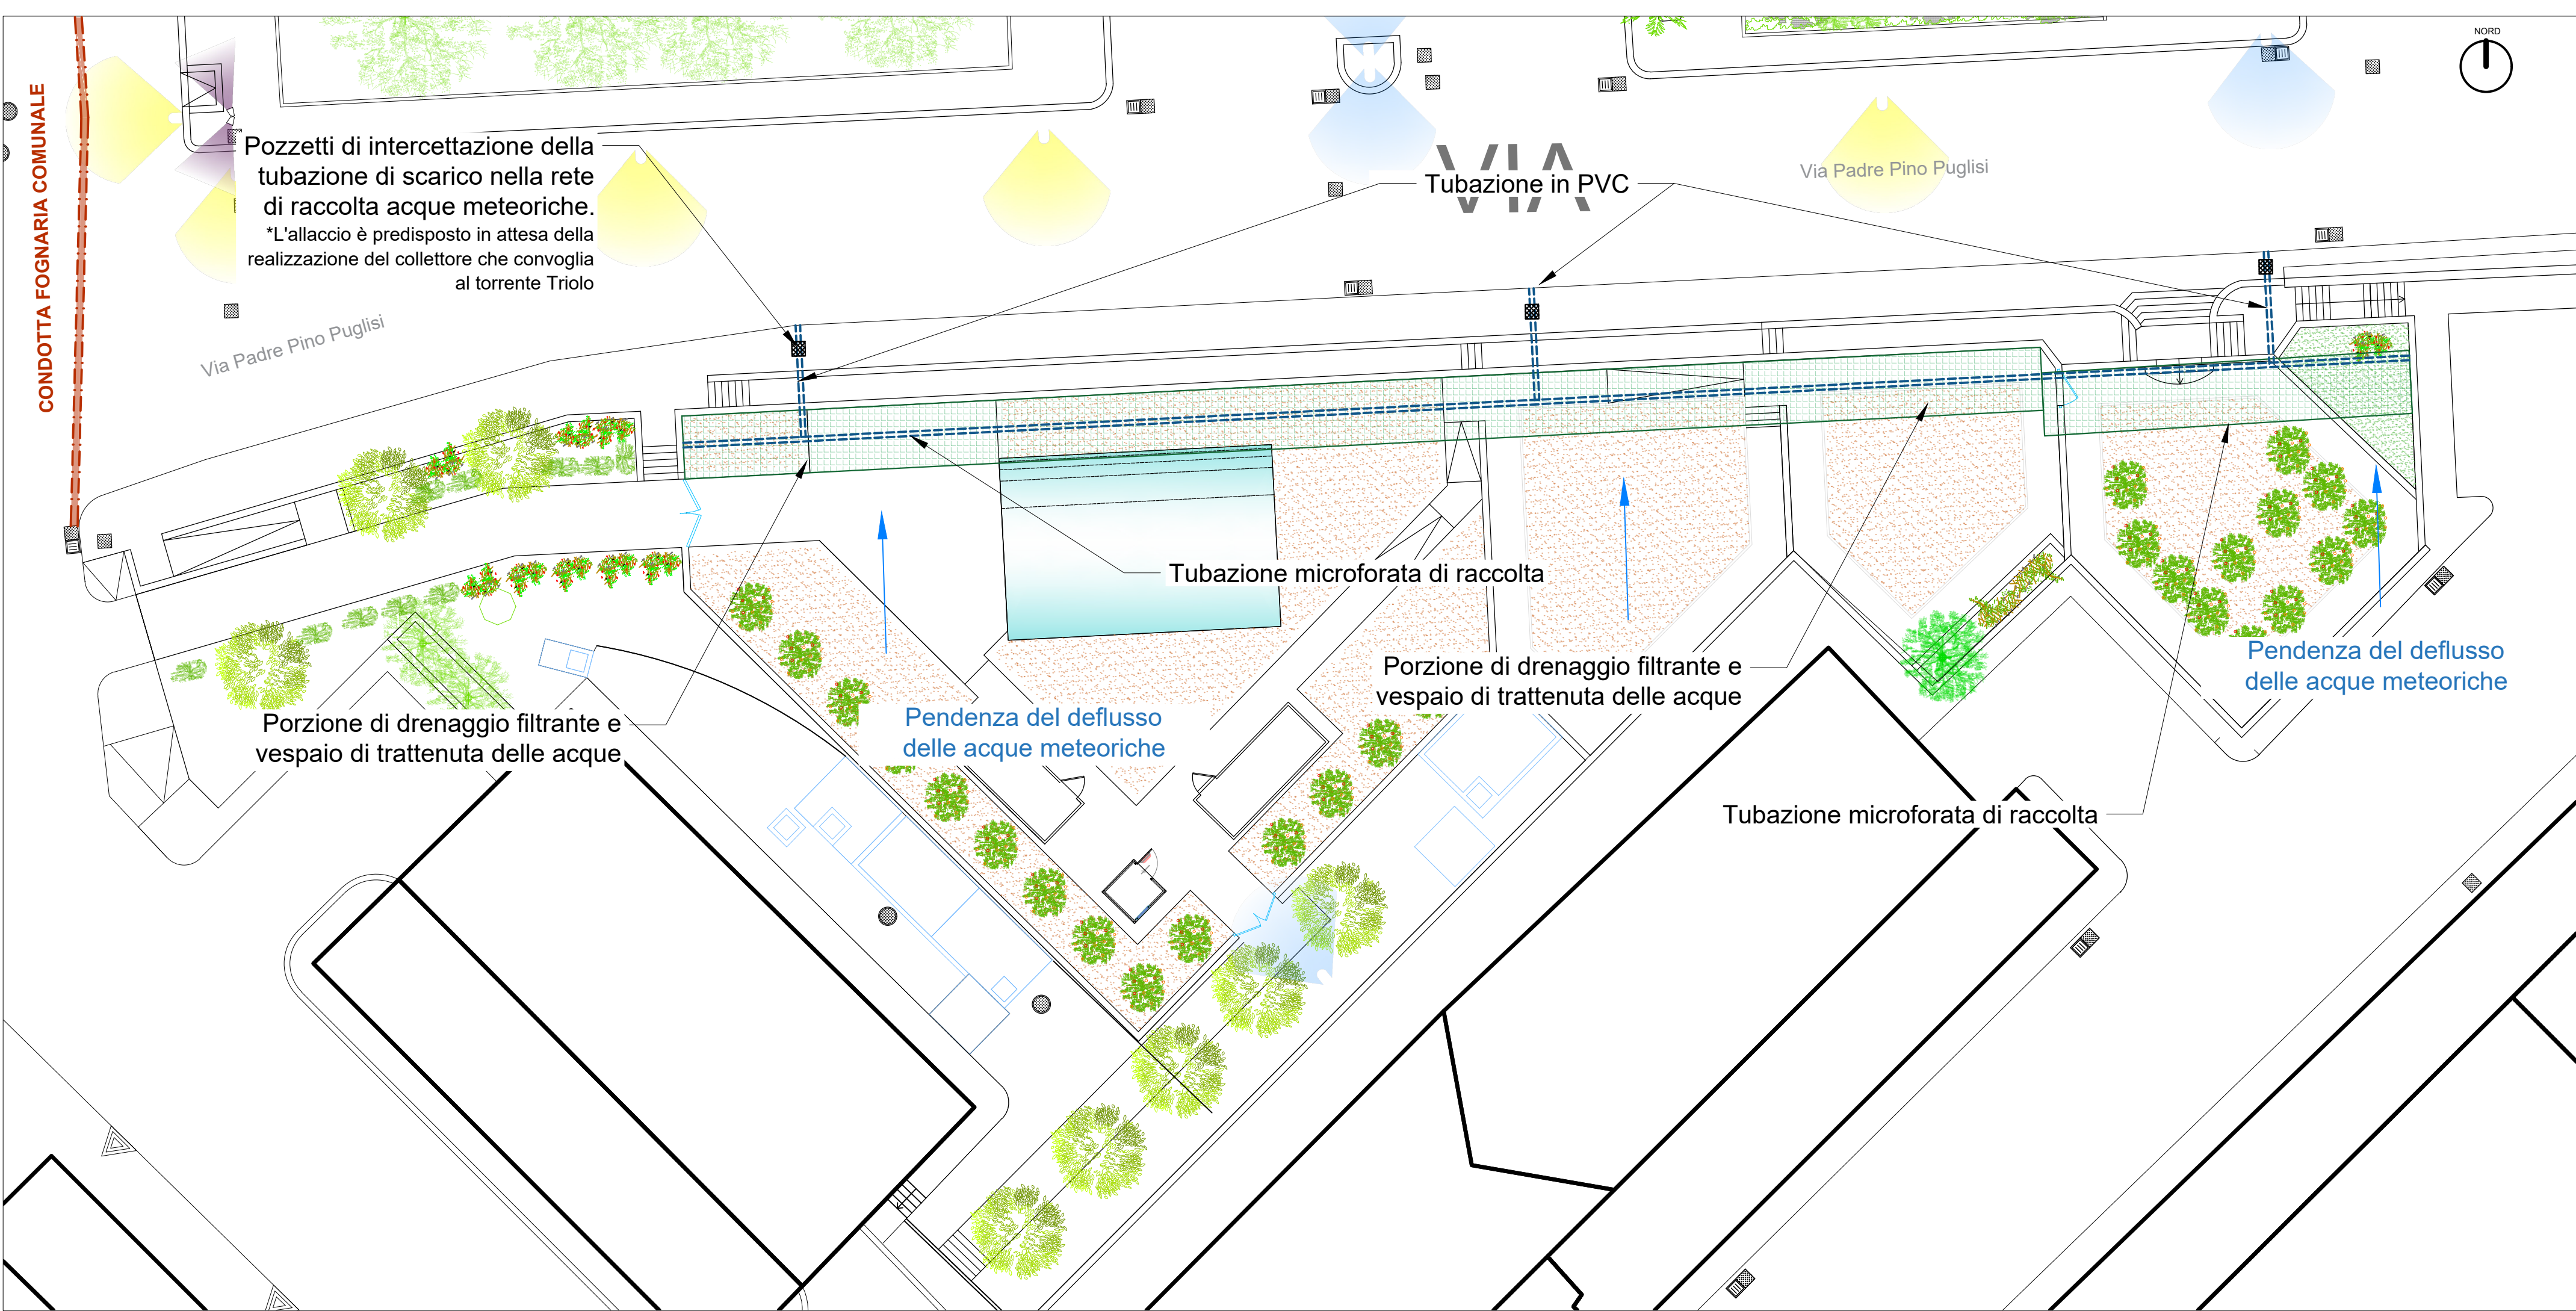 NORD
CONDOTTA FOGNARIA COMUNALE
Pozzetti di intercettazione della
tubazione di scarico nella rete
di raccolta acque meteoriche.
*L'allaccio è predisposto in attesa della
realizzazione del collettore che convoglia
al torrente Triolo
VIA
Tubazione in PVC
Via Padre Pino Puglisi
Via Padre Pino Puglisi
Tubazione microforata di raccolta
Porzione di drenaggio filtrante e
vespaio di trattenuta delle acque
Pendenza del deflusso
delle acque meteoriche
Porzione di drenaggio filtrante e
vespaio di trattenuta delle acque
Pendenza del deflusso
delle acque meteoriche
Tubazione microforata di raccolta